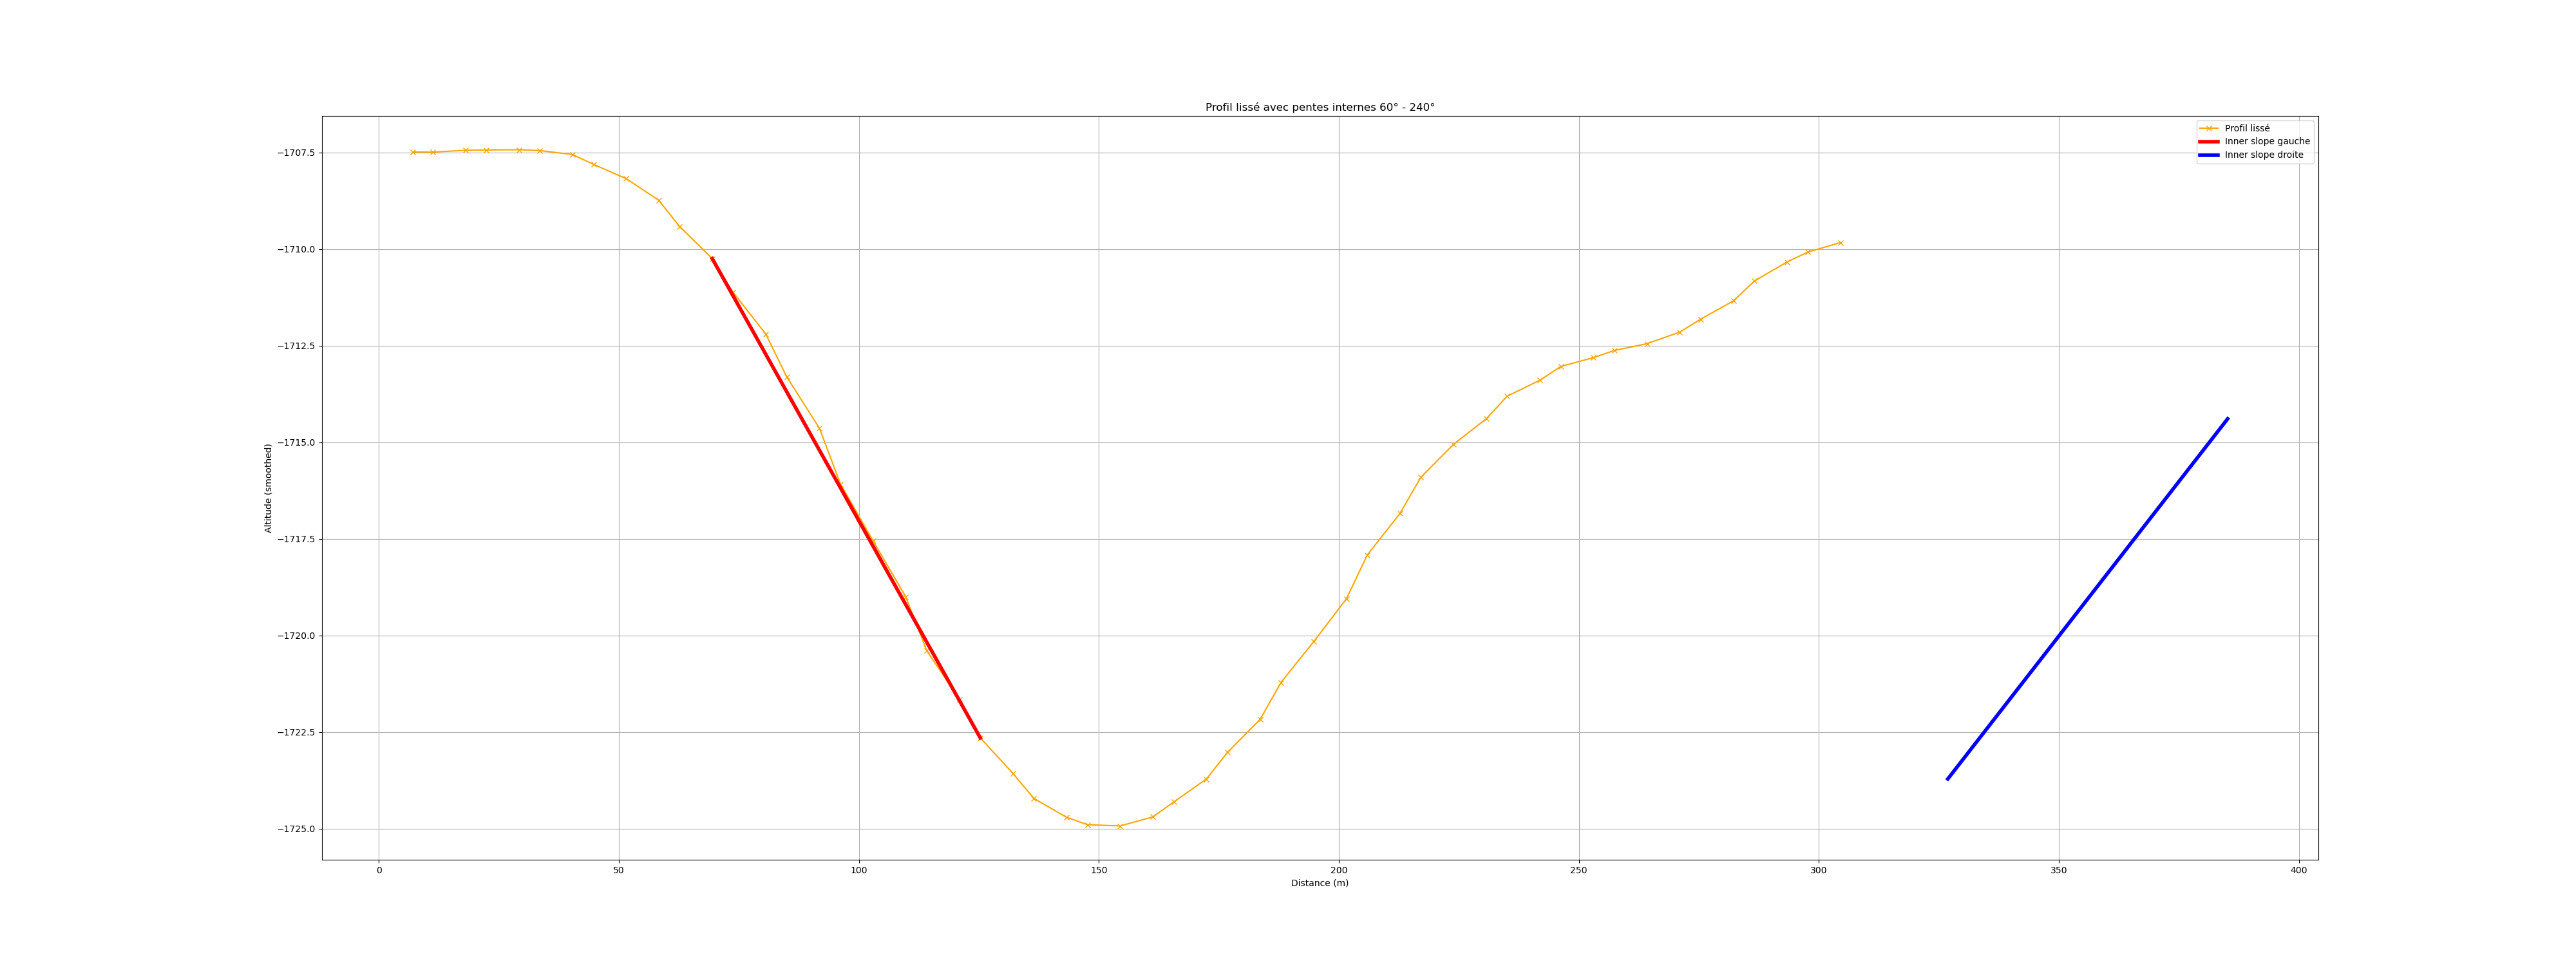 Profil lissé avec pentes internes 60° - 240°
Profil lissé
Inner slope gauche
Inner slope droite
−1707.5
−1710.0
−1712.5
−1715.0
−1717.5
−1720.0
−1722.5
−1725.0
Altitude (smoothed)
0 50 100 150 200 250 300 350 400
Distance (m)